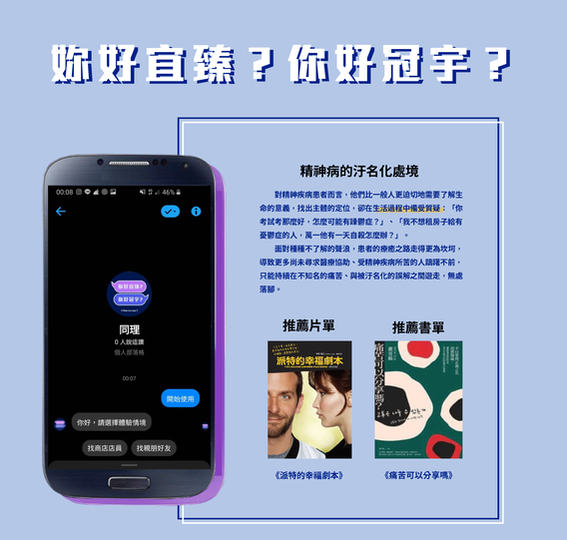 妳好宜臻？你好冠宇？
00:08
46%
妳好宜臻？
你好冠宇？
同理
0 人說這讚
個人部落格
00:07
開始使用
你好，請選擇體驗情境
找商店店員
找親朋好友
精神病的汙名化處境
對精神疾病患者而言，他們比一般人更迫切地需要了解生
命的意義，找出主體的定位，卻在生活過程中備受質疑：「你
考試考那麼好，怎麼可能有躁鬱症？」、「我不想租房子給有
憂鬱症的人，萬一他有一天自殺怎麼辦？」。
面對種種不了解的聲浪，患者的療癒之路走得更為坎坷，
導致更多尚未尋求醫療協助、受精神疾病所苦的人躊躇不前，
只能持續在不知名的痛苦、與被汙名化的誤解之間遊走，無處
落腳。
推薦片單
推薦書單
派特的幸福劇本
痛苦可以分享嗎？
《派特的幸福劇本》
《痛苦可以分享嗎》